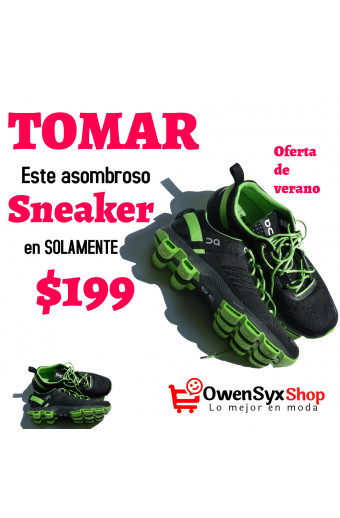 TOMAR
Este asombroso
Sneaker
en SOLAMENTE
$199
Oferta
de
verano
OwenSyxShop
Lo mejor en moda